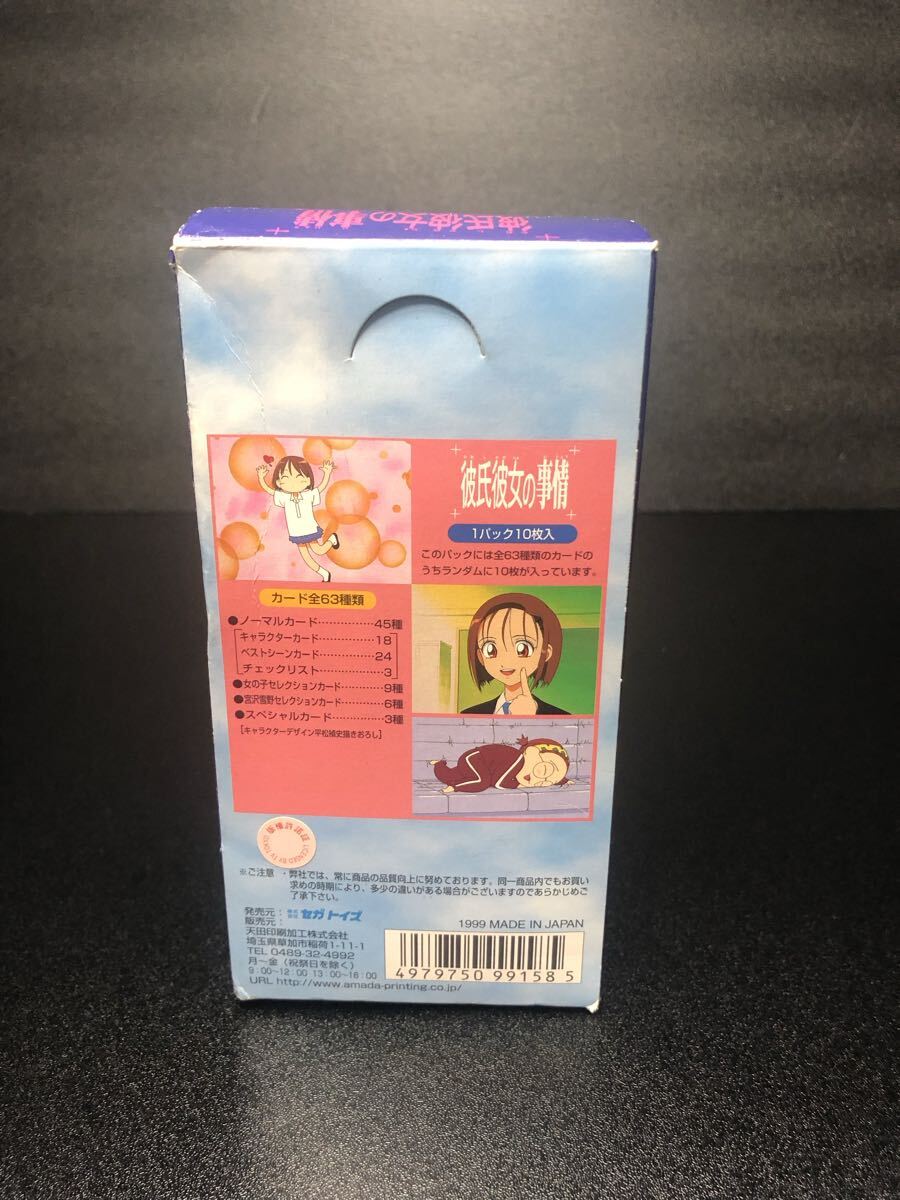 彼氏彼女の事情
彼氏彼女の事情
1パック10枚入
このパックには全63種類のカードの
うちランダムに10枚が入っています。
カード全63種類
●ノーマルカード……………45種
キャラクターカード……………18
ベストシーンカード……………24
チェックリスト……………3
●女の子セレクションカード………9種
●宮沢雪野セレクションカード……6種
●スペシャルカード……………3種
[キャラクターデザイン平松禎史描きおろし]
版権許諾証
LICENSED BY TV TOKYO
※ご注意 ・弊社では、常に商品の品質向上に努めております。同一商品内でもお買い
求めの時期により、多少の違いがある場合がございますのであらかじめご
了承下さい。
発売元：株式会社セガトイズ
販売元：
天田印刷加工株式会社
埼玉県草加市稲荷1-11-1
TEL 0489-32-4992
月～金（祝祭日を除く）
9：00～12：00 13：00～16：00
URL http://www.amada-printing.co.jp/
1999 MADE IN JAPAN
4979750 99158 5